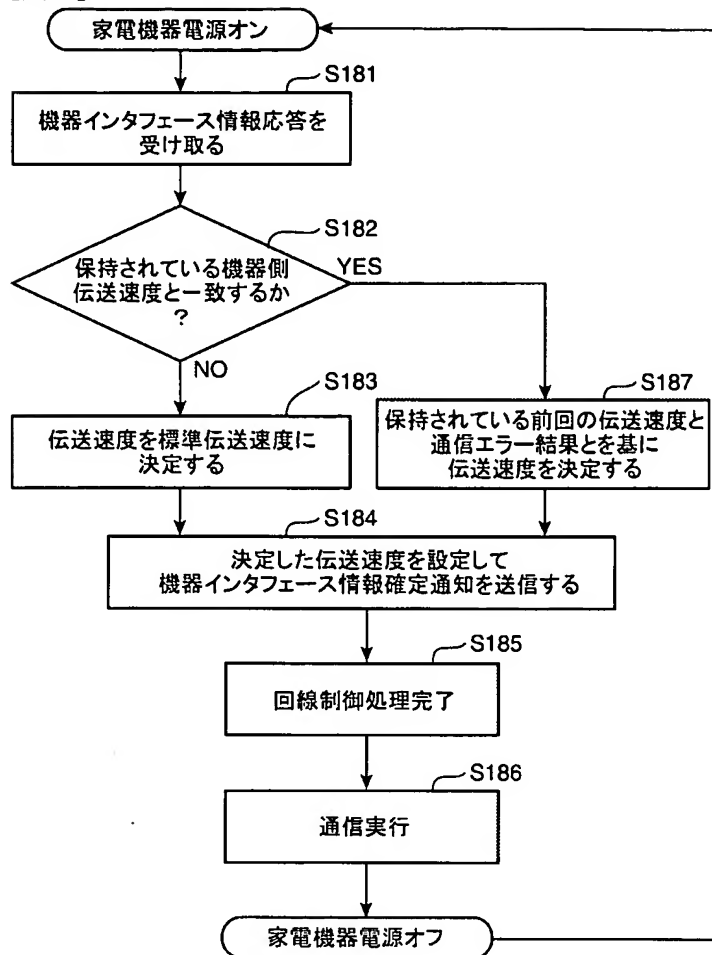 家電機器電源オン
S181
機器インタフェース情報応答を
受け取る
S182
保持されている機器側
伝送速度と一致するか
?
YES
NO
S183
伝送速度を標準伝送速度に
決定する
S187
保持されている前回の伝送速度と
通信エラー結果とを基に
伝送速度を決定する
S184
決定した伝送速度を設定して
機器インタフェース情報確定通知を送信する
S185
回線制御処理完了
S186
通信実行
家電機器電源オフ